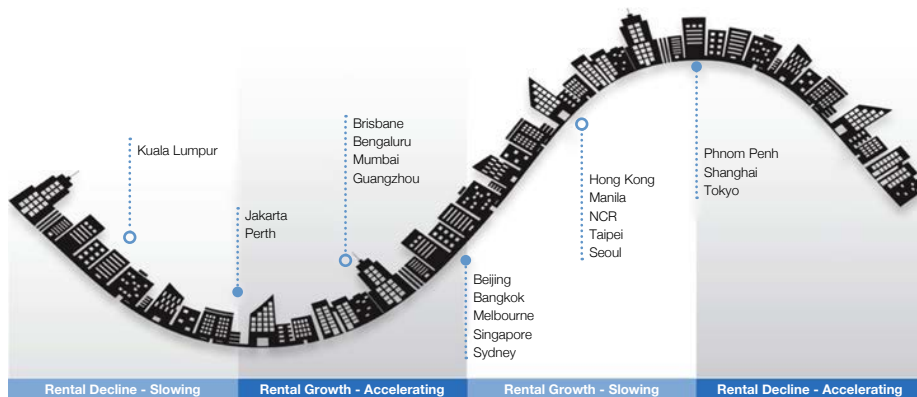 Kuala Lumpur
Jakarta
Perth
Brisbane
Bengaluru
Mumbai
Guangzhou
Beijing
Bangkok
Melbourne
Singapore
Sydney
Hong Kong
Manila
NCR
Taipei
Seoul
Phnom Penh
Shanghai
Tokyo
Rental Decline - Slowing
Rental Growth - Accelerating
Rental Growth - Slowing
Rental Decline - Accelerating